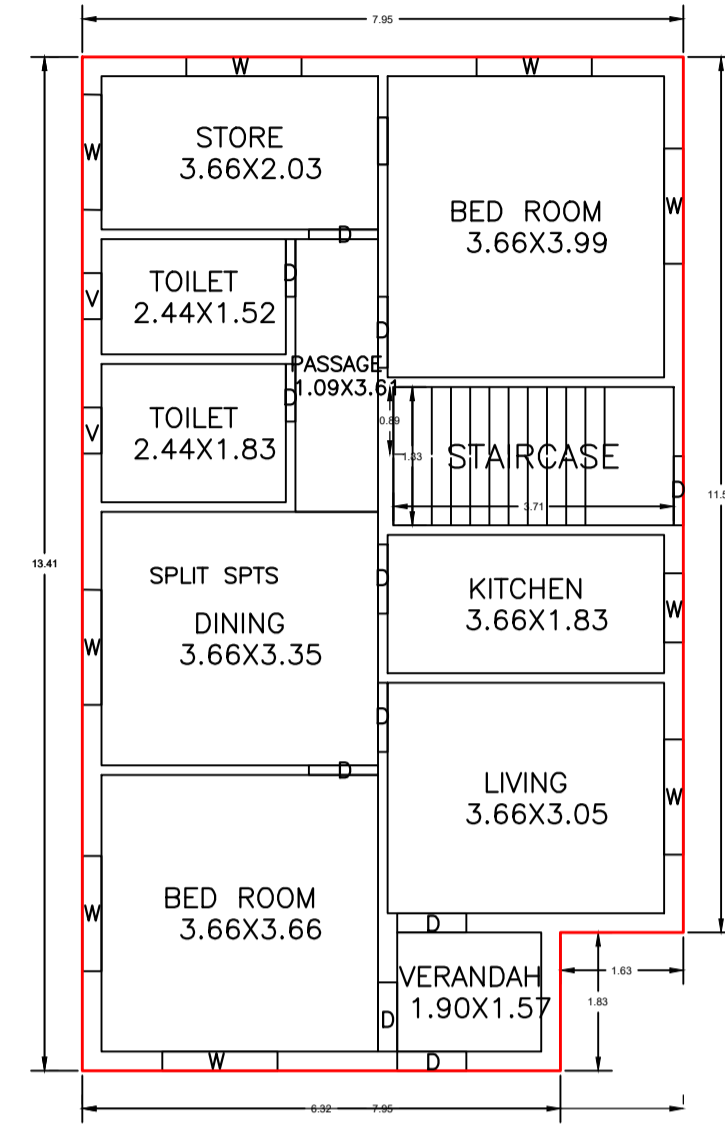 7.95
W
W
STORE
3.66X2.03
W
BED ROOM
3.66X3.99
W
D
TOILET
2.44X1.52
V
D
D
PASSAGE
1.09X3.61
TOILET
2.44X1.83
V
D
0.89
1.83
STAIRCASE
D
3.71
13.41
SPLIT SPTS
DINING
3.66X3.35
W
D
KITCHEN
3.66X1.83
W
D
D
LIVING
3.66X3.05
W
BED ROOM
3.66X3.66
W
D
VERANDAH
1.90X1.57
D
1.63
1.83
W
D
6.32
7.95